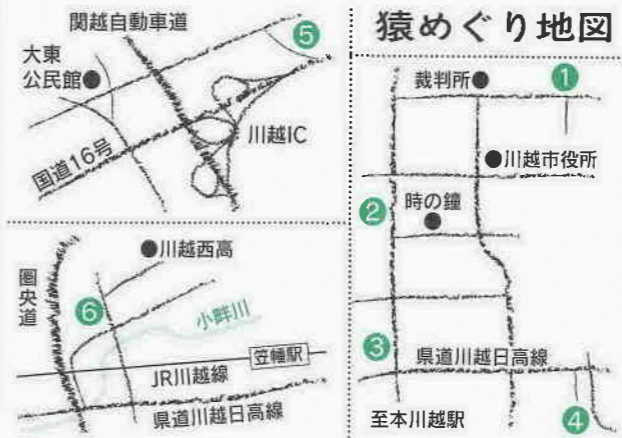 猿めぐり地図
関越自動車道
大東
公民館
5
川越IC
国道16号
圏央道
川越西高
6
小畔川
笠幡駅
JR川越線
県道川越日高線
裁判所
1
川越市役所
2
時の鐘
3
県道川越日高線
至本川越駅
4